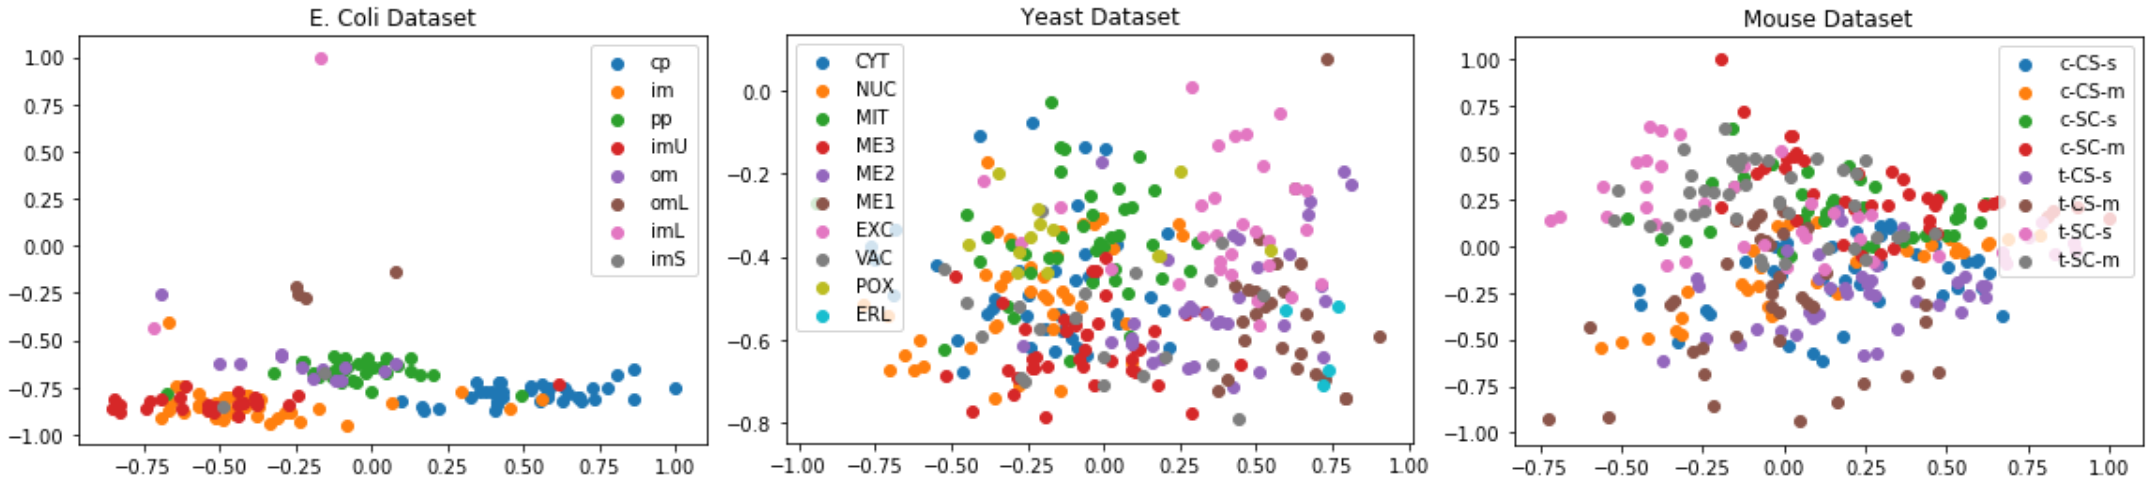 E. Coli Dataset
1.00
0.75
0.50
0.25
0.00
−0.25
−0.50
−0.75
−1.00
−0.75 −0.50 −0.25 0.00 0.25 0.50 0.75 1.00
cp
im
pp
imU
om
omL
imL
imS
Yeast Dataset
0.0
−0.2
−0.4
−0.6
−0.8
−1.00 −0.75 −0.50 −0.25 0.00 0.25 0.50 0.75 1.00
CYT
NUC
MIT
ME3
ME2
ME1
EXC
VAC
POX
ERL
Mouse Dataset
1.00
0.75
0.50
0.25
0.00
−0.25
−0.50
−0.75
−1.00
−0.75 −0.50 −0.25 0.00 0.25 0.50 0.75 1.00
c-CS-s
c-CS-m
c-SC-s
c-SC-m
t-CS-s
t-CS-m
t-SC-s
t-SC-m